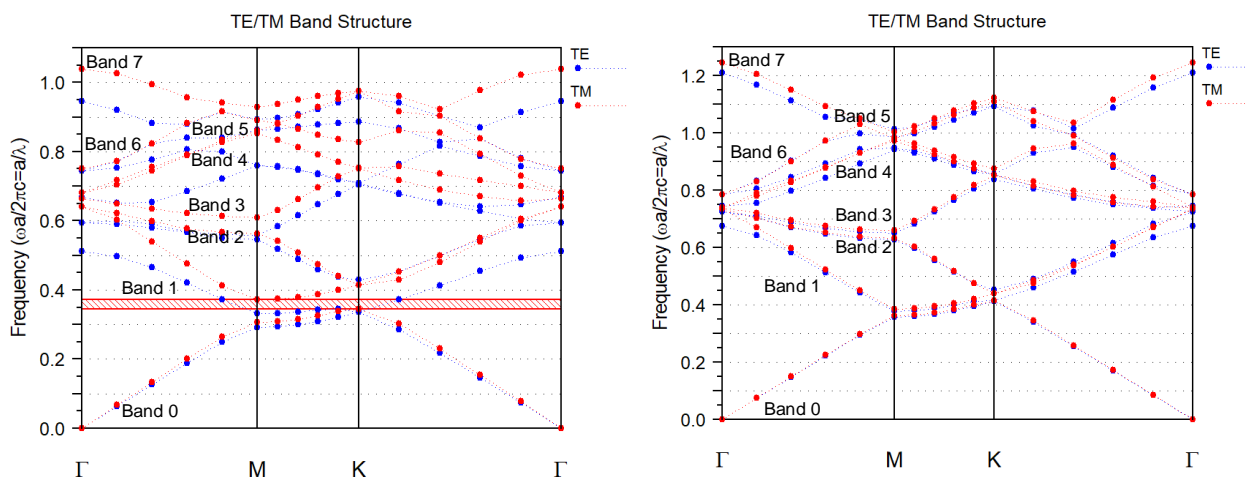 TE/TM Band Structure
Frequency (ωa/2πc=a/λ)
1.0
0.8
0.6
0.4
0.2
0.0
Band 7
Band 6
Band 5
Band 4
Band 3
Band 2
Band 1
Band 0
Γ M K Γ
TE
TM
TE/TM Band Structure
Frequency (ωa/2πc=a/λ)
1.2
1.0
0.8
0.6
0.4
0.2
0.0
Band 7
Band 5
Band 6
Band 4
Band 3
Band 2
Band 1
Band 0
Γ M K Γ
TE
TM